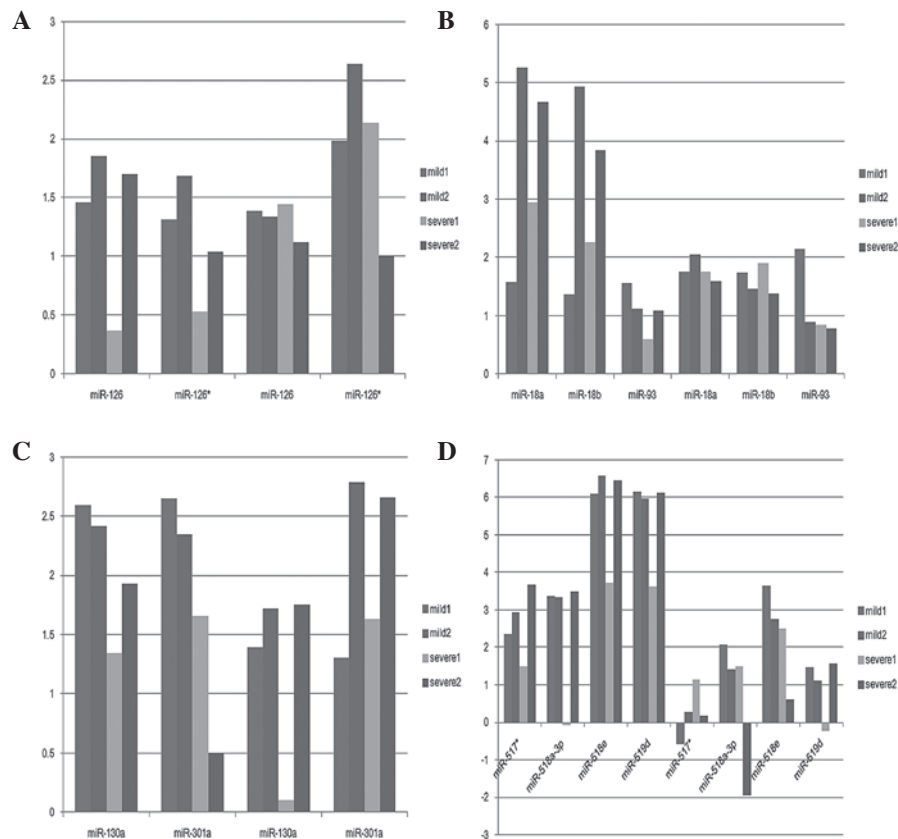 A
3
2.5
2
1.5
1
0.5
0
miR-126
miR-126*
miR-126
miR-126*
mild1
mild2
severe1
severe2
B
6
5
4
3
2
1
0
miR-18a
miR-18b
miR-93
miR-18a
miR-18b
miR-93
mild1
mild2
severe1
severe2
C
3
2.5
2
1.5
1
0.5
0
miR-130a
miR-301a
miR-130a
miR-301a
mild1
mild2
severe1
severe2
D
7
6
5
4
3
2
1
0
-1
-2
-3
miR-517*
miR-518a-3p
miR-518e
miR-519d
miR-517*
miR-518a-3p
miR-518e
miR-519d
mild1
mild2
severe1
severe2